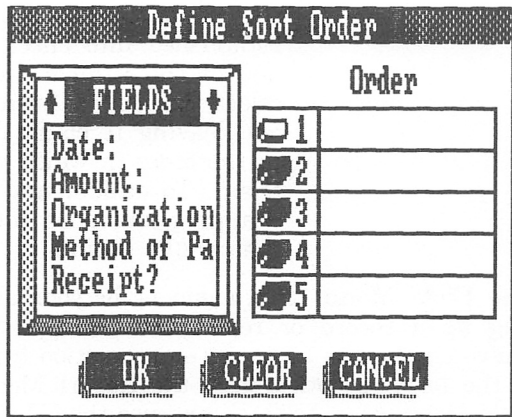 Define Sort Order
FIELDS
Date:
Amount:
Organization
Method of Pa
Receipt?
Order
1
2
3
4
5
OK CLEAR CANCEL